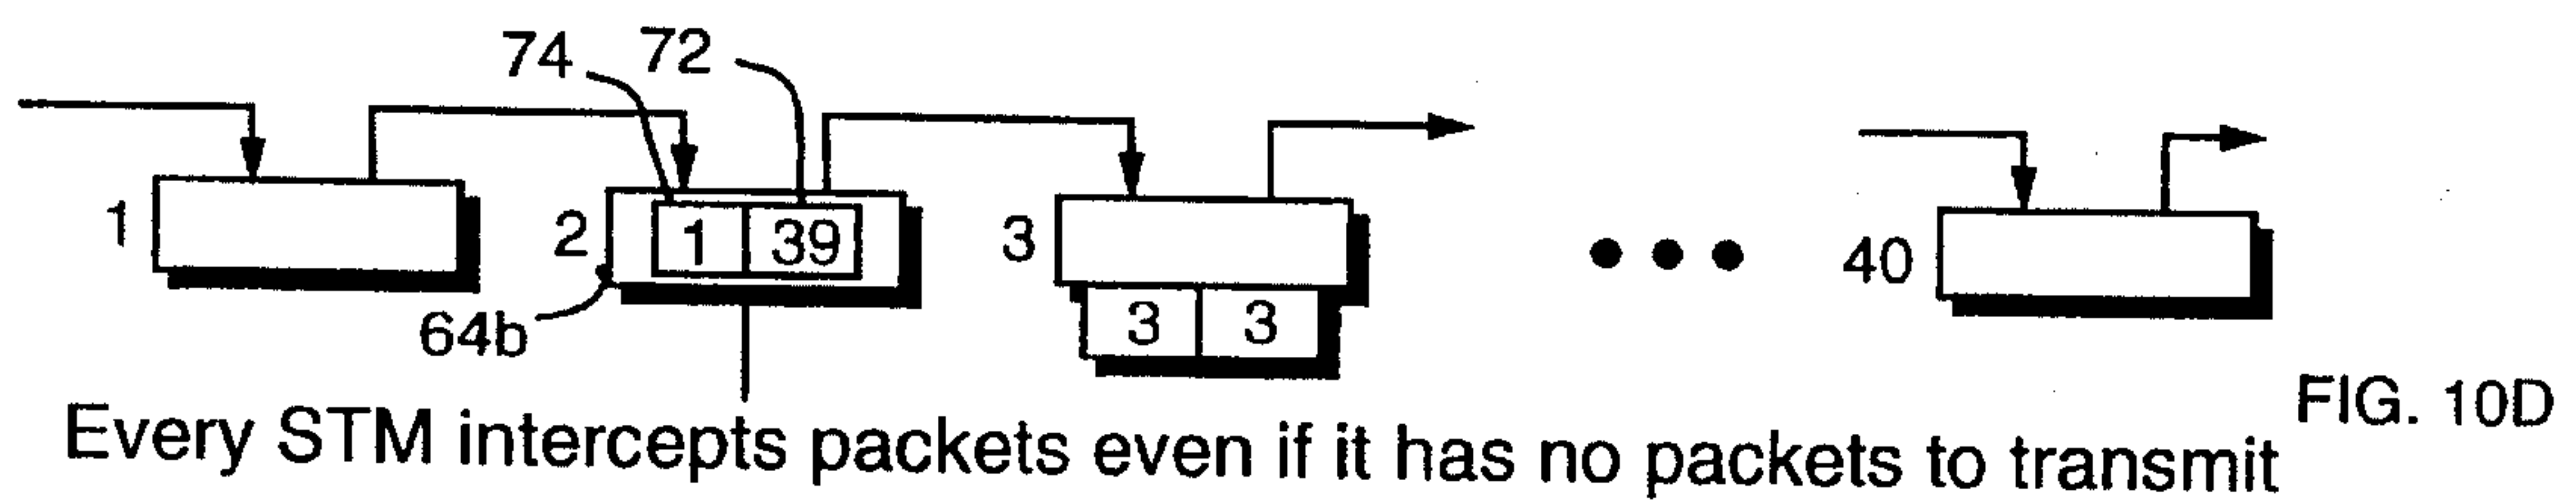 74 72
1 2 1 39 3 40
64b 3 3
FIG. 10D
Every STM intercepts packets even if it has no packets to transmit